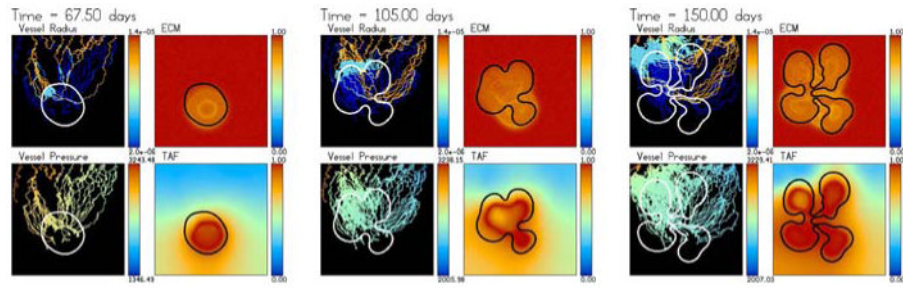 Time = 67.50 days
Vessel Radius
1.4e-05
ECM
1.00
2.0e-06
0.00
Vessel Pressure
3243.48
TAF
1.00
1346.43
0.00
Time = 105.00 days
Vessel Radius
1.4e-05
ECM
1.00
2.0e-06
0.00
Vessel Pressure
3236.15
TAF
1.00
2005.98
0.00
Time = 150.00 days
Vessel Radius
1.4e-05
ECM
1.00
2.0e-06
0.00
Vessel Pressure
3229.41
TAF
1.00
2007.03
0.00